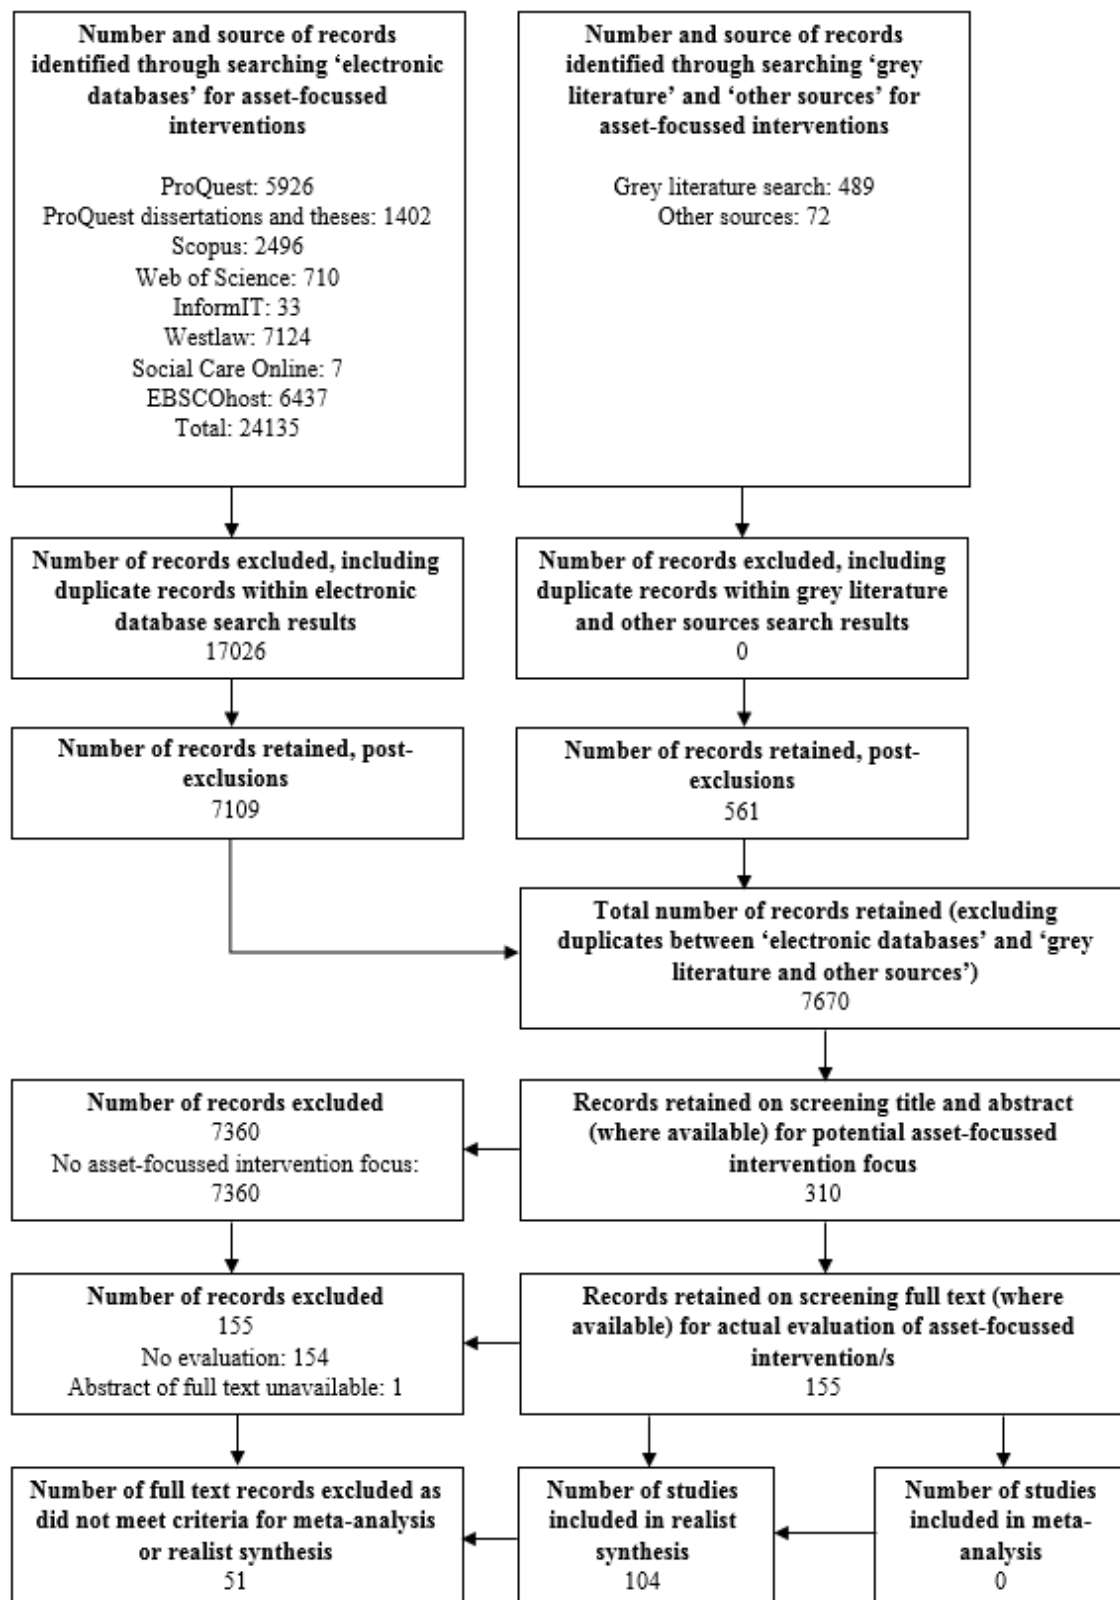 Number and source of records
identified through searching ‘electronic
databases’ for asset-focussed
interventions
ProQuest: 5926
ProQuest dissertations and theses: 1402
Scopus: 2496
Web of Science: 710
InformIT: 33
Westlaw: 7124
Social Care Online: 7
EBSCOhost: 6437
Total: 24135
Number and source of records
identified through searching ‘grey
literature’ and ‘other sources’ for
asset-focussed interventions
Grey literature search: 489
Other sources: 72
Number of records excluded, including
duplicate records within electronic
database search results
17026
Number of records excluded, including
duplicate records within grey literature
and other sources search results
0
Number of records retained, post-
exclusions
7109
Number of records retained, post-
exclusions
561
Total number of records retained (excluding
duplicates between ‘electronic databases’ and ‘grey
literature and other sources’)
7670
Number of records excluded
7360
No asset-focussed intervention focus:
7360
Records retained on screening title and abstract
(where available) for potential asset-focussed
intervention focus
310
Number of records excluded
155
No evaluation: 154
Abstract of full text unavailable: 1
Records retained on screening full text (where
available) for actual evaluation of asset-focussed
intervention/s
155
Number of full text records excluded as
did not meet criteria for meta-analysis
or realist synthesis
51
Number of studies
included in realist
synthesis
104
Number of studies
included in meta-
analysis
0